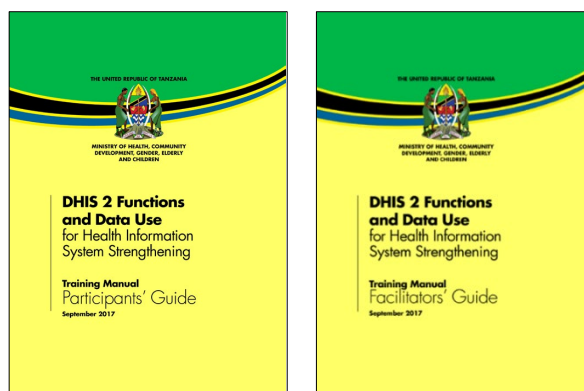 THE UNITED REPUBLIC OF TANZANIA
MINISTRY OF HEALTH, COMMUNITY
DEVELOPMENT, GENDER, ELDERLY
AND CHILDREN
DHIS 2 Functions
and Data Use
for Health Information
System Strengthening
Training Manual
Participants' Guide
September 2017
THE UNITED REPUBLIC OF TANZANIA
MINISTRY OF HEALTH, COMMUNITY
DEVELOPMENT, GENDER, ELDERLY
AND CHILDREN
DHIS 2 Functions
and Data Use
for Health Information
System Strengthening
Training Manual
Facilitators' Guide
September 2017